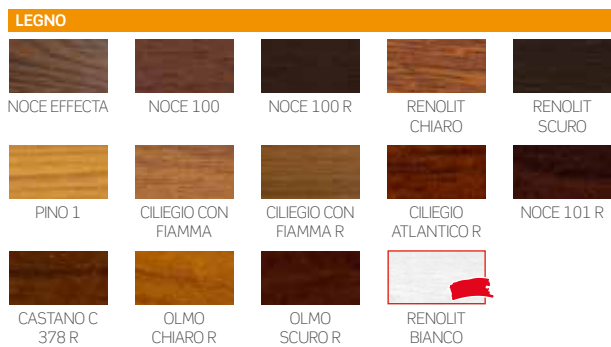 LEGNO
NOCE EFFECTA
NOCE 100
NOCE 100 R
RENOLIT
CHIARO
RENOLIT
SCURO
PINO 1
CILIEGIO CON
FIAMMA
CILIEGIO CON
FIAMMA R
CILIEGIO
ATLANTICO R
NOCE 101 R
CASTANO C
378 R
OLMO
CHIARO R
OLMO
SCURO R
RENOLIT
BIANCO